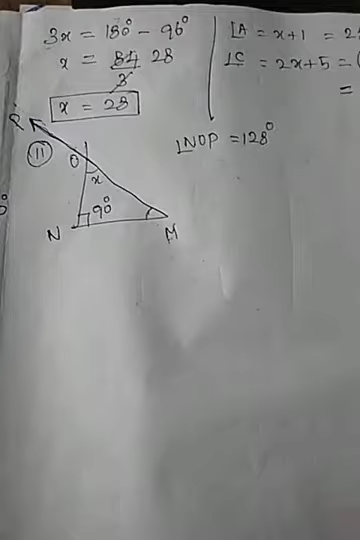 3x = 180° - 96°
x = 84 28
3
x = 28
∠A = x+1 = 2
∠C = 2x+5 =
=
∠NOP = 128°
P
11
O
x
90°
N
M